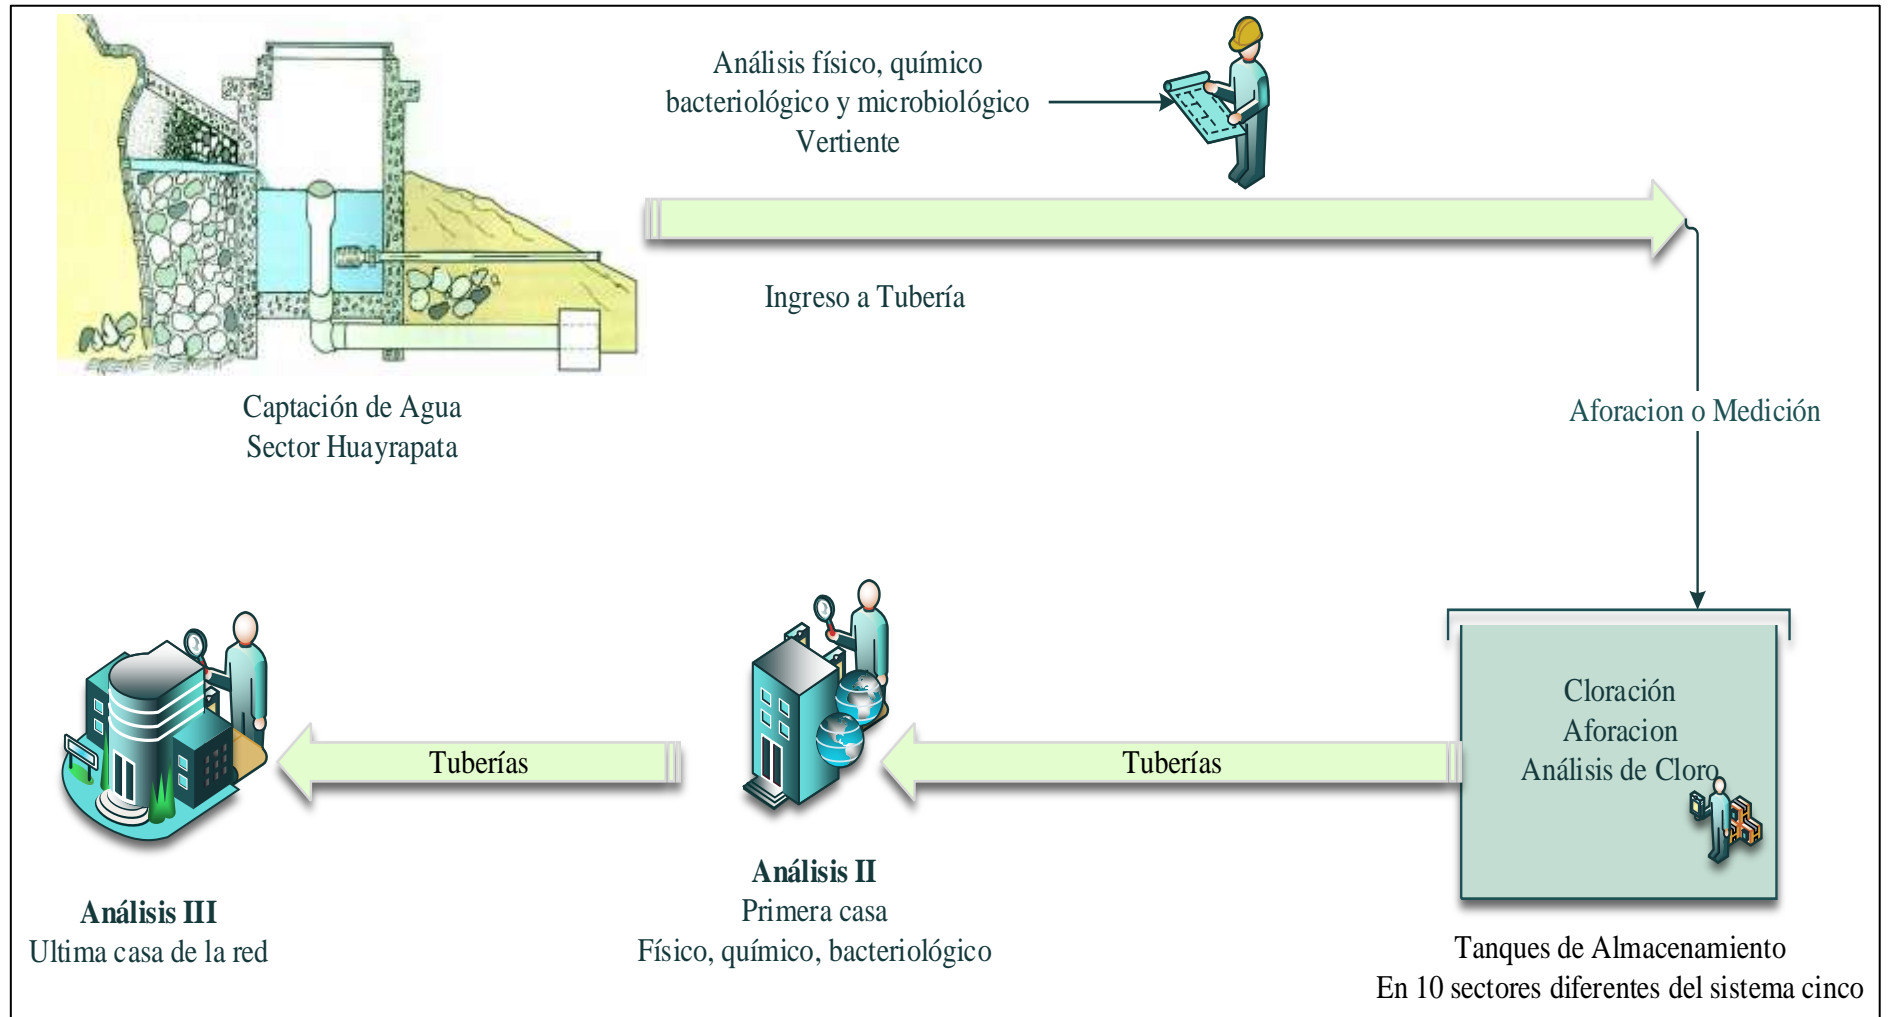 Análisis físico, químico
bacteriológico y microbiológico
Vertiente
Ingreso a Tubería
Captación de Agua
Sector Huayrapata
Aforacion o Medición
Cloración
Aforacion
Análisis de Cloro
Tuberías
Tuberías
Análisis II
Primera casa
Físico, químico, bacteriológico
Análisis III
Ultima casa de la red
Tanques de Almacenamiento
En 10 sectores diferentes del sistema cinco